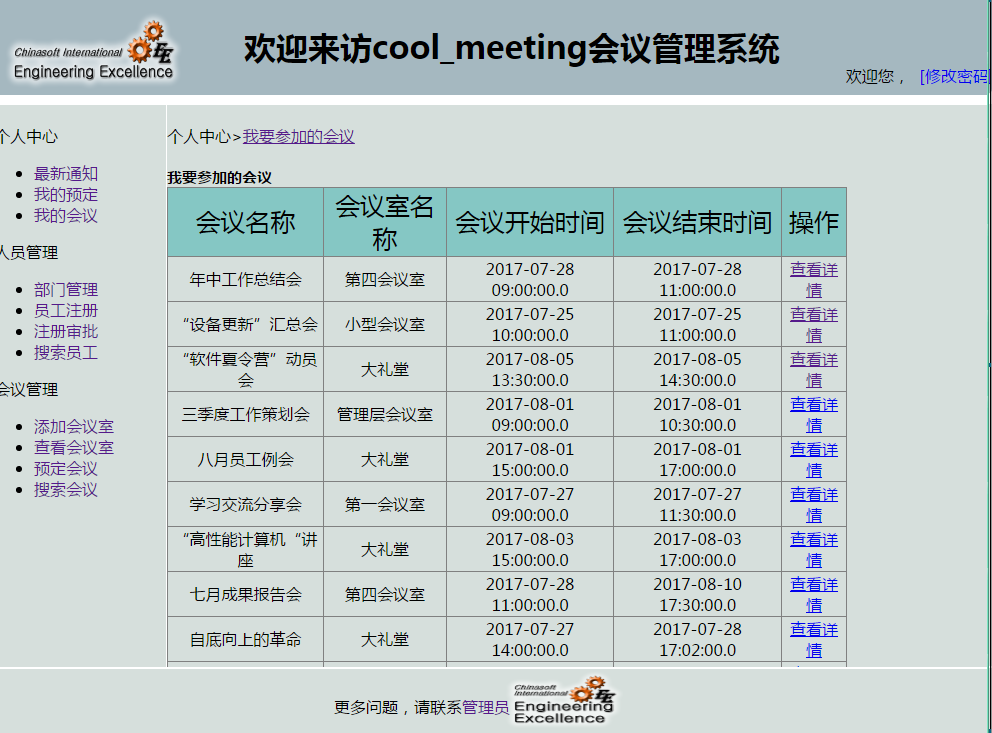 Chinasoft International
Engineering Excellence
欢迎来访cool_meeting会议管理系统
欢迎您， [修改密码]
个人中心
最新通知
我的预定
我的会议
人员管理
部门管理
员工注册
注册审批
搜索员工
会议管理
添加会议室
查看会议室
预定会议
搜索会议
个人中心>我要参加的会议
我要参加的会议
会议名称 会议室名称 会议开始时间 会议结束时间 操作
年中工作总结会 第四会议室 2017-07-28 09:00:00.0 2017-07-28 11:00:00.0 查看详情
“设备更新”汇总会 小型会议室 2017-07-25 10:00:00.0 2017-07-25 11:00:00.0 查看详情
“软件夏令营”动员会 大礼堂 2017-08-05 13:30:00.0 2017-08-05 14:30:00.0 查看详情
三季度工作策划会 管理层会议室 2017-08-01 09:00:00.0 2017-08-01 10:30:00.0 查看详情
八月员工例会 大礼堂 2017-08-01 15:00:00.0 2017-08-01 17:00:00.0 查看详情
学习交流分享会 第一会议室 2017-07-27 09:00:00.0 2017-07-27 11:30:00.0 查看详情
“高性能计算机“讲座 大礼堂 2017-08-03 15:00:00.0 2017-08-03 17:00:00.0 查看详情
七月成果报告会 第四会议室 2017-07-28 11:00:00.0 2017-08-10 17:30:00.0 查看详情
自底向上的革命 大礼堂 2017-07-27 14:00:00.0 2017-07-28 17:02:00.0 查看详情
更多问题，请联系管理员
Chinasoft International
Engineering Excellence